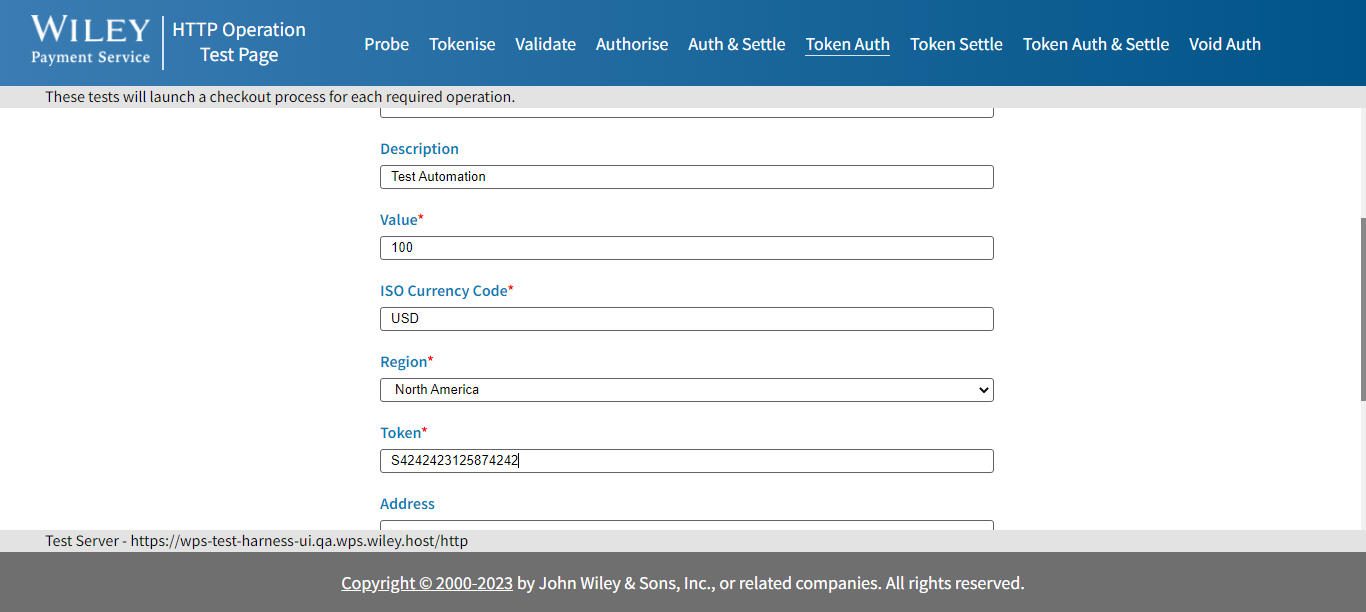 WILEY
Payment Service
HTTP Operation
Test Page
Probe Tokenise Validate Authorise Auth & Settle Token Auth Token Settle Token Auth & Settle Void Auth
These tests will launch a checkout process for each required operation.
Description
Test Automation
Value*
100
ISO Currency Code*
USD
Region*
North America
Token*
S4242423125874242
Address
Test Server - https://wps-test-harness-ui.qa.wps.wiley.host/http
Copyright © 2000-2023 by John Wiley & Sons, Inc., or related companies. All rights reserved.